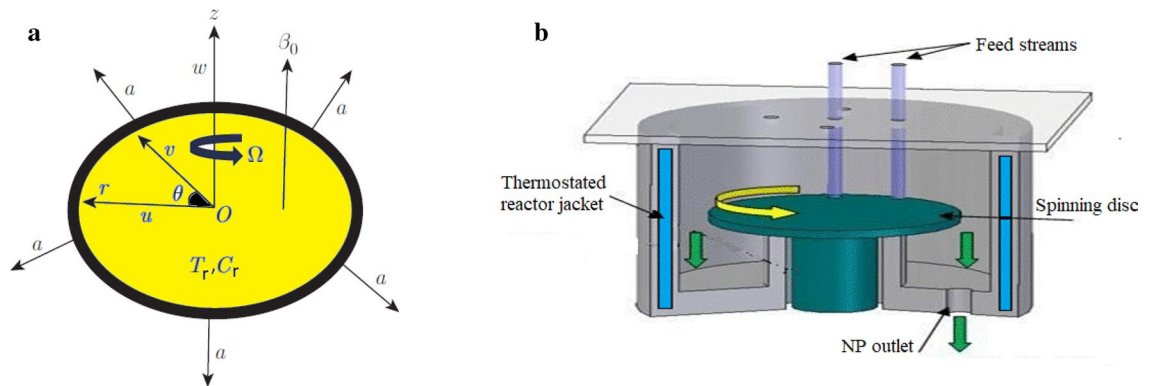 a
z
β0
w
a
a
a
v
Ω
r
θ
u
O
a
Tr,Cr
a
a
b
Feed streams
Thermostated
reactor jacket
Spinning disc
NP outlet